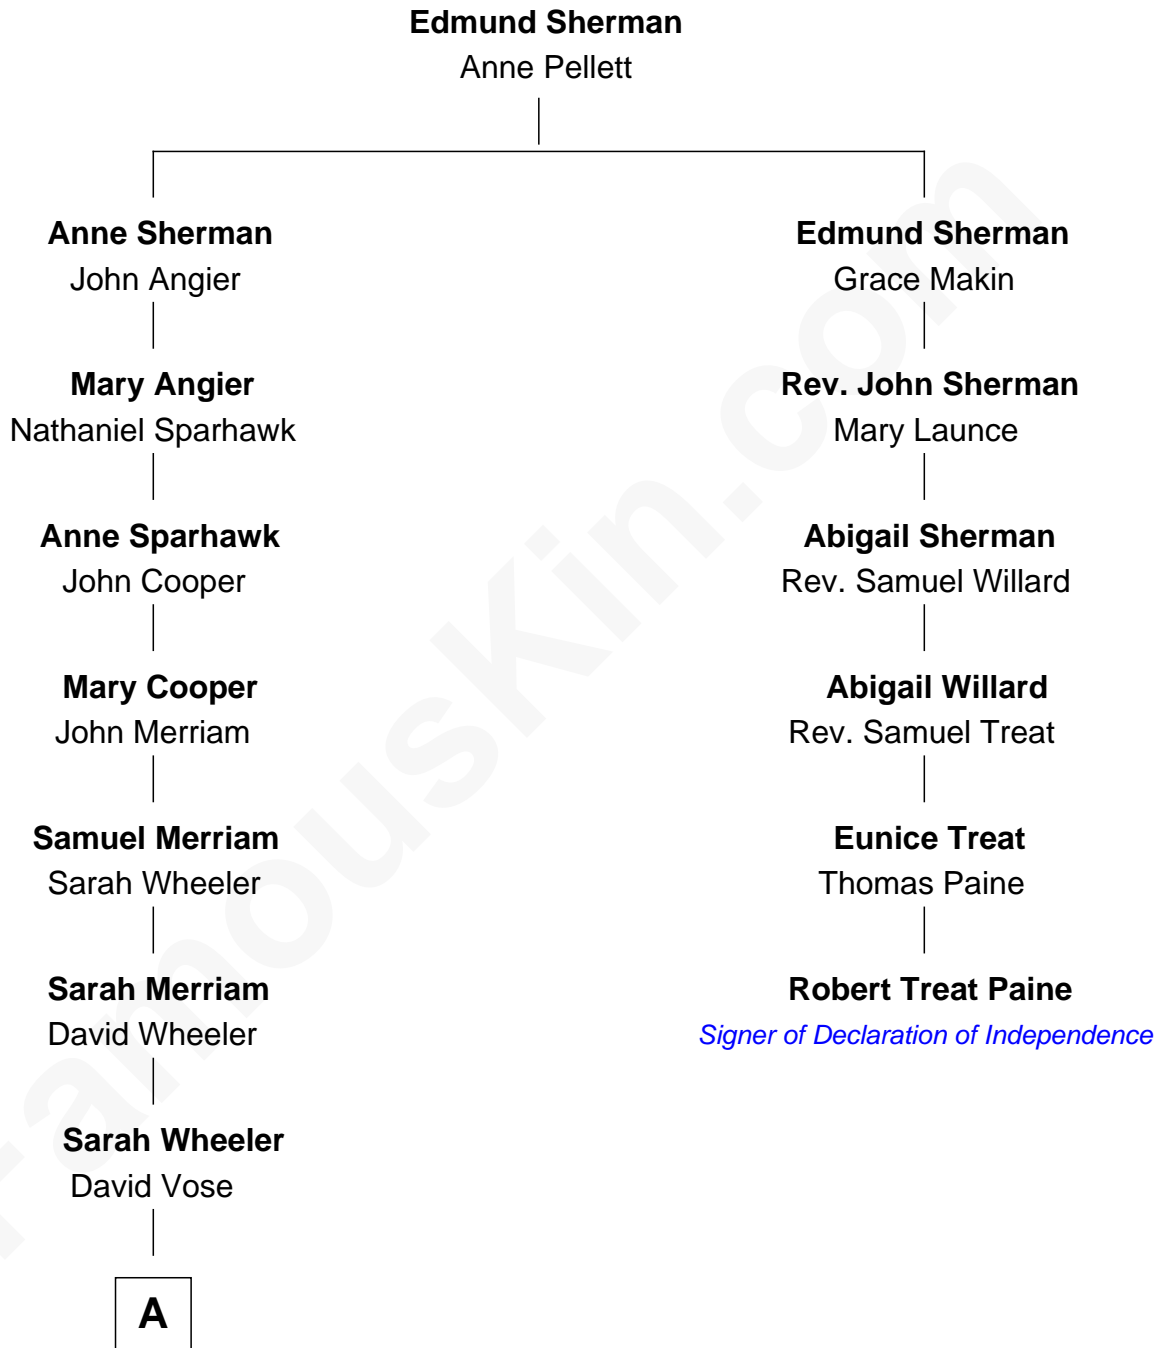 Edmund Sherman
Anne Pellett
Anne Sherman
John Angier
Edmund Sherman
Grace Makin
Mary Angier
Nathaniel Sparhawk
Rev. John Sherman
Mary Launce
Anne Sparhawk
John Cooper
Abigail Sherman
Rev. Samuel Willard
Mary Cooper
John Merriam
Abigail Willard
Rev. Samuel Treat
Samuel Merriam
Sarah Wheeler
Eunice Treat
Thomas Paine
Sarah Merriam
David Wheeler
Robert Treat Paine
Signer of Declaration of Independence
Sarah Wheeler
David Vose
A
FamousKin.com